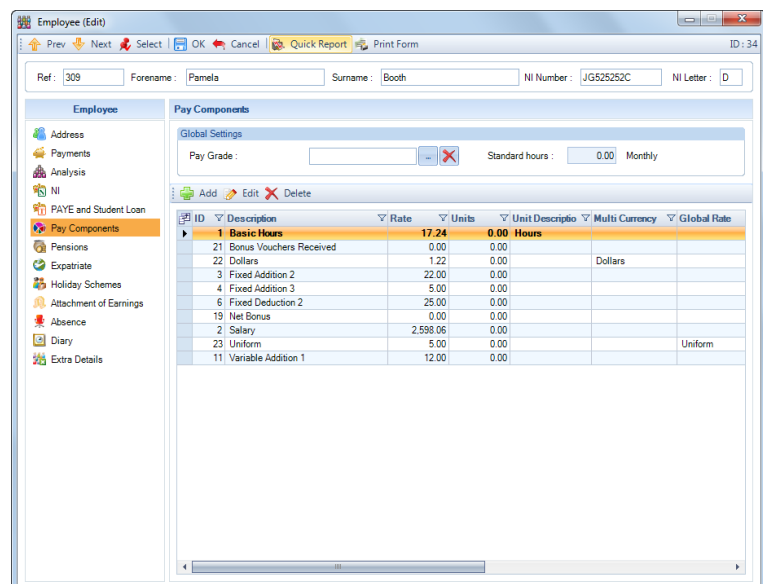 Employee (Edit)
Prev Next Select OK Cancel Quick Report Print Form ID : 34
Ref : 309 Forename : Pamela Surname : Booth NI Number : JG525252C NI Letter : D
Employee
Address
Payments
Analysis
NI
PAYE and Student Loan
Pay Components
Pensions
Expatriate
Holiday Schemes
Attachment of Earnings
Absence
Diary
Extra Details
Pay Components
Global Settings
Pay Grade : ... Standard hours : 0.00 Monthly
Add Edit Delete
ID Description Rate Units Unit Descriptio Multi Currency Global Rate
1 Basic Hours 17.24 0.00 Hours
21 Bonus Vouchers Received 0.00 0.00
22 Dollars 1.22 0.00 Dollars
3 Fixed Addition 2 22.00 0.00
4 Fixed Addition 3 5.00 0.00
6 Fixed Deduction 2 25.00 0.00
19 Net Bonus 0.00 0.00
2 Salary 2,598.06 0.00
23 Uniform 5.00 0.00 Uniform
11 Variable Addition 1 12.00 0.00